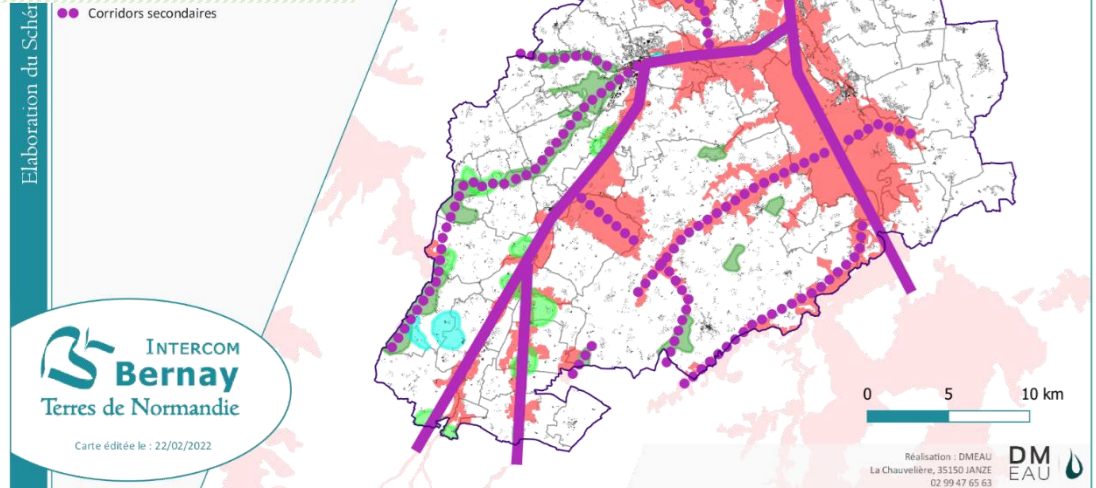 Corridors secondaires
Elaboration du Schér
INTERCOM
Bernay
Terres de Normandie
Carte éditée le : 22/02/2022
0 5 10 km
Réalisation : DMEAU
La Chauvelière, 35150 JANZE
02 99 47 65 63
DM
EAU